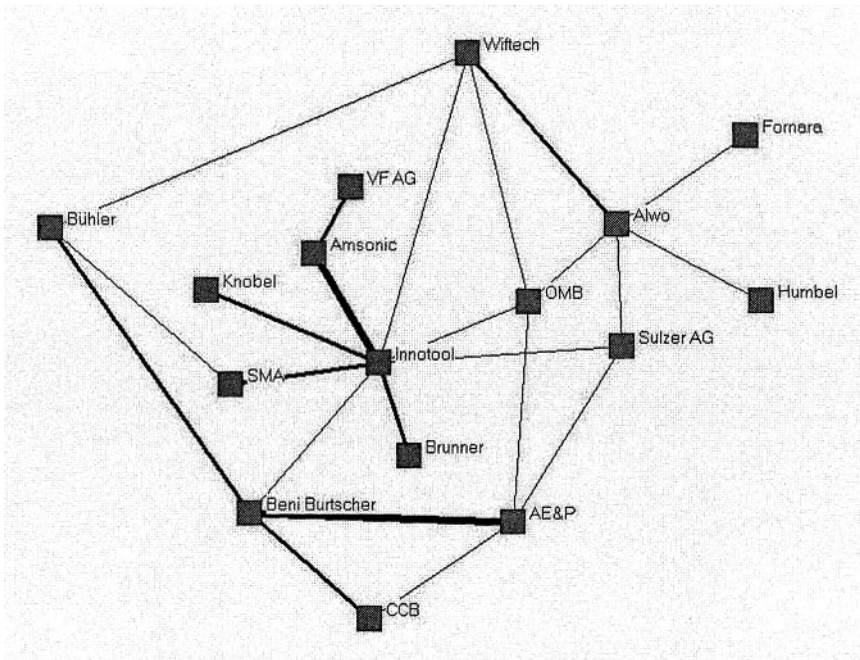 Wiftech
Fornara
VF AG
Bühler
Alwo
Amsonic
Knobel
OMB
Humbel
Sulzer AG
Innotool
SMA
Brunner
Beni Burtscher
AE&P
CCB